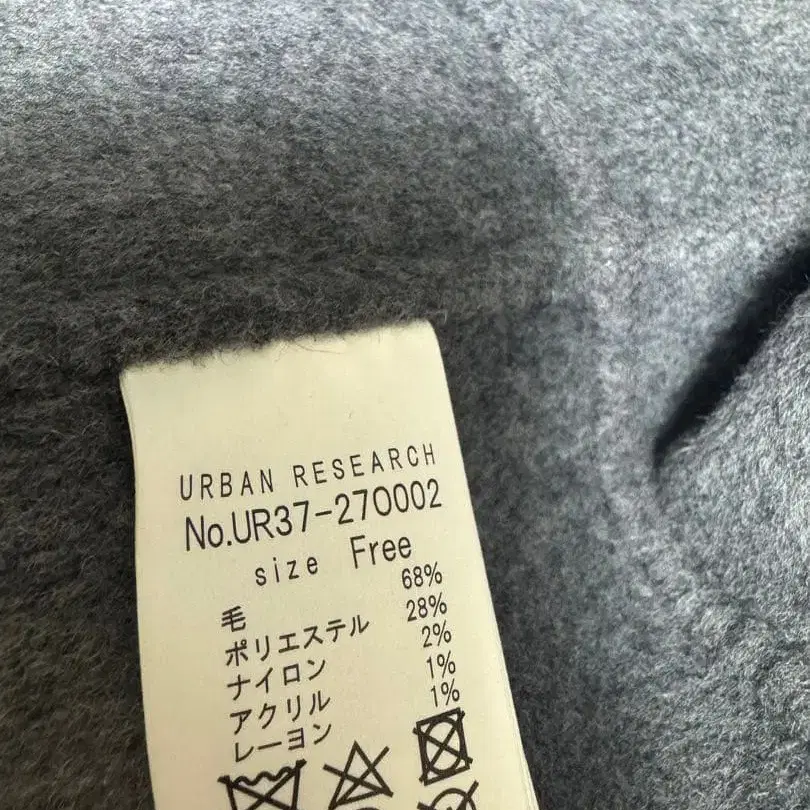 URBAN RESEARCH
No.UR37-270002
size Free
毛 68%
ポリエステル 28%
ナイロン 2%
アクリル 1%
レーヨン 1%